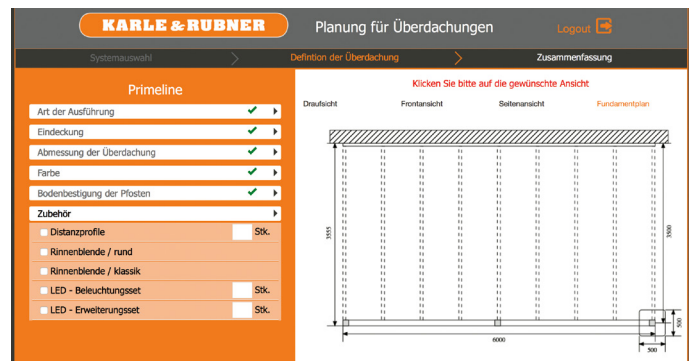 KARLE & RUBNER
Planung für Überdachungen
Logout
Systemauswahl
Defintion der Überdachung
Zusammenfassung
Primeline
Art der Ausführung
Eindeckung
Abmessung der Überdachung
Farbe
Bodenbestigung der Pfosten
Zubehör
Distanzprofile Stk.
Rinnenblende / rund
Rinnenblende / klassik
LED - Beleuchtungsset Stk.
LED - Erweiterungsset Stk.
Klicken Sie bitte auf die gewünschte Ansicht
Draufsicht Frontansicht Seitenansicht Fundamentplan
3555
3500
500
6000
500